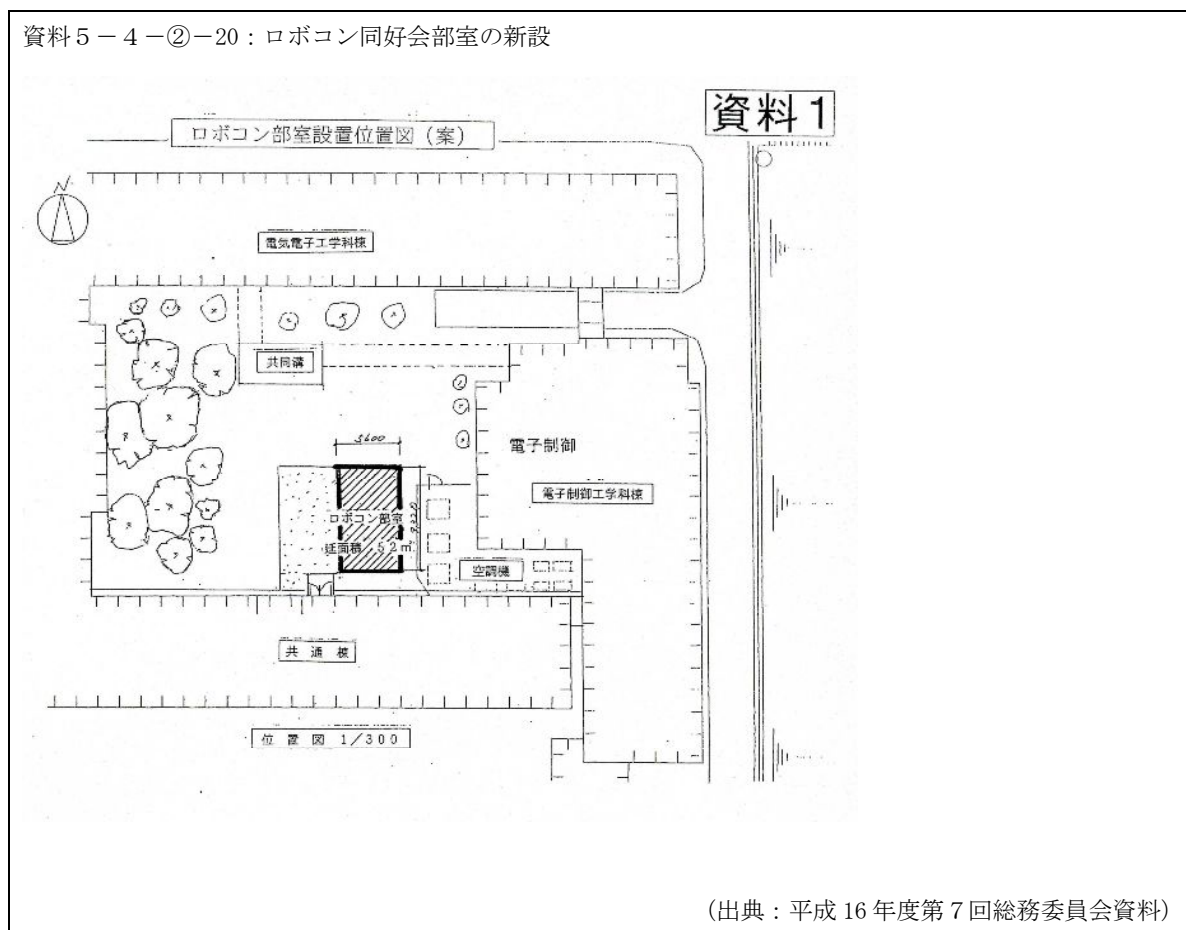 資料5-4-②-20:ロボコン同好会部室の新設
資料1
ロボコン部室設置位置図(案)
N
電気電子工学科棟
共同溝
5600
電子制御
電子制御工学科棟
ロボコン部室
延面積 52㎡
空調機
共通棟
位置図 1/300
(出典:平成16年度第7回総務委員会資料)